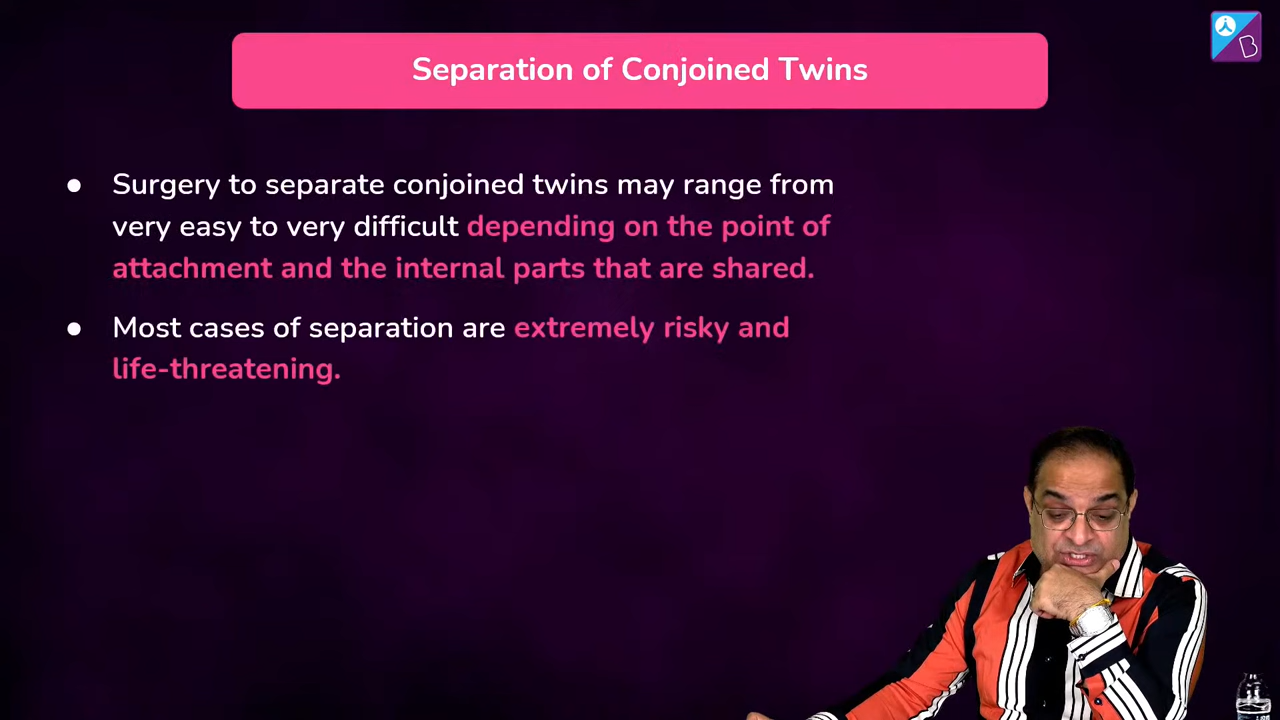 Separation of Conjoined Twins
● Surgery to separate conjoined twins may range from
very easy to very difficult depending on the point of
attachment and the internal parts that are shared.
● Most cases of separation are extremely risky and
life-threatening.
B